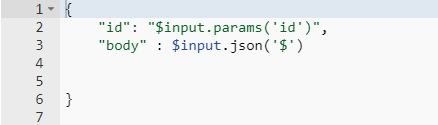 1 {
2 "id": "$input.params('id')",
3 "body" : $input.json('$')
4
5
6 }
7